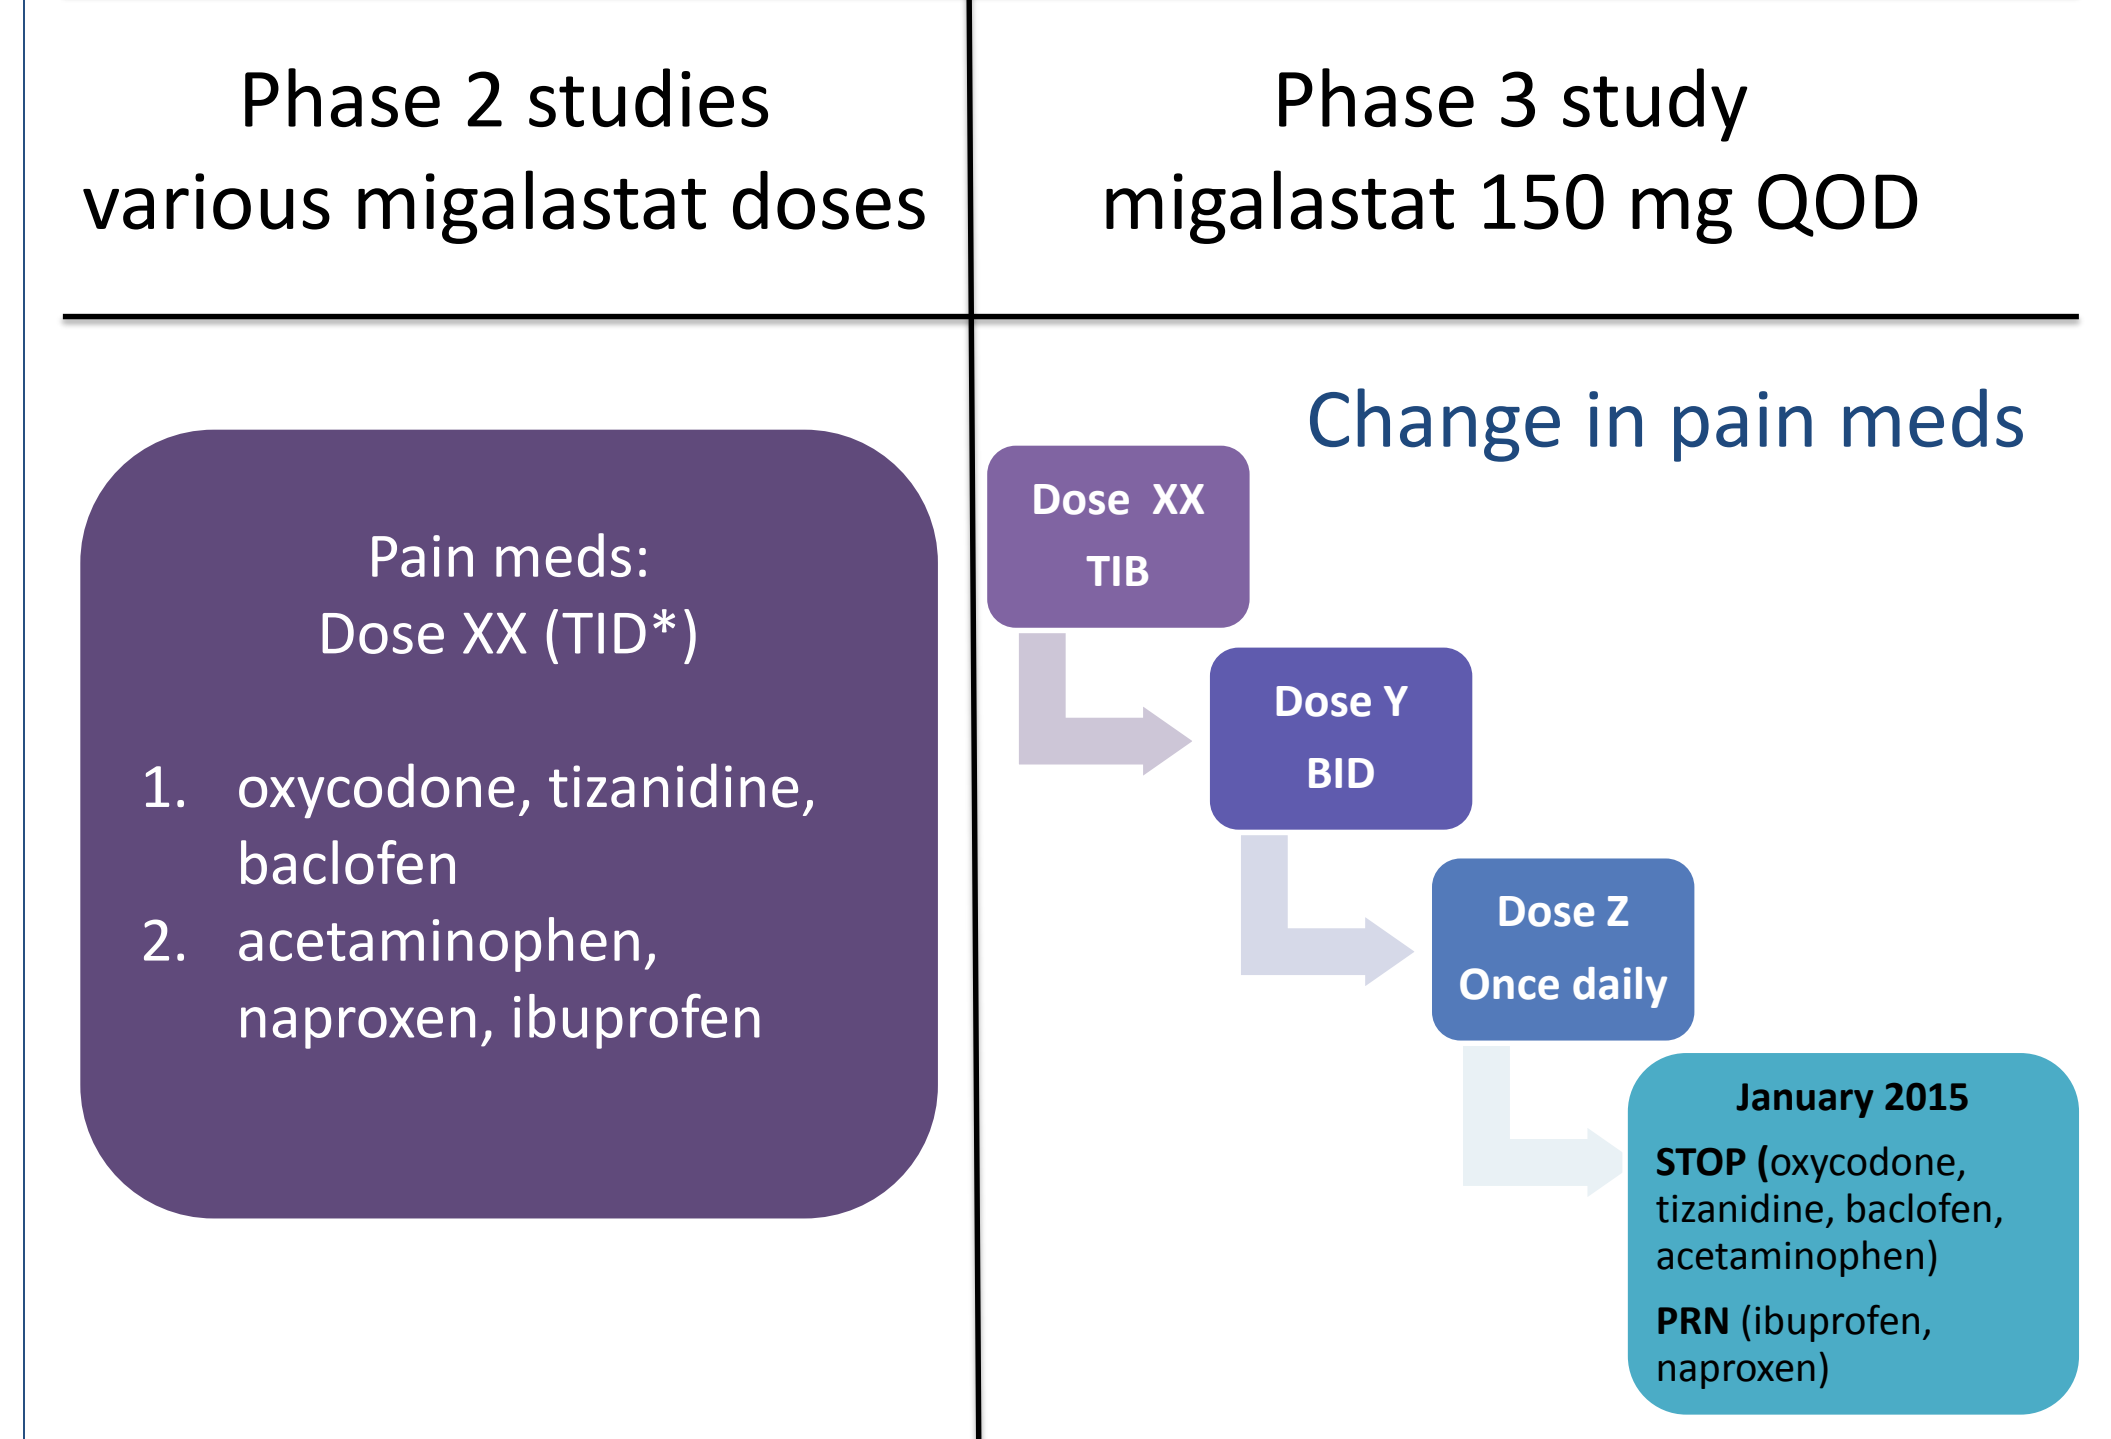 Phase 2 studies
various migalastat doses
Phase 3 study
migalastat 150 mg QOD
Pain meds:
Dose XX (TID*)
1. oxycodone, tizanidine,
baclofen
2. acetaminophen,
naproxen, ibuprofen
Change in pain meds
Dose  XX
TIB
Dose Y
BID
Dose Z
Once daily
January 2015
STOP (oxycodone,
tizanidine, baclofen,
acetaminophen)
PRN (ibuprofen,
naproxen)